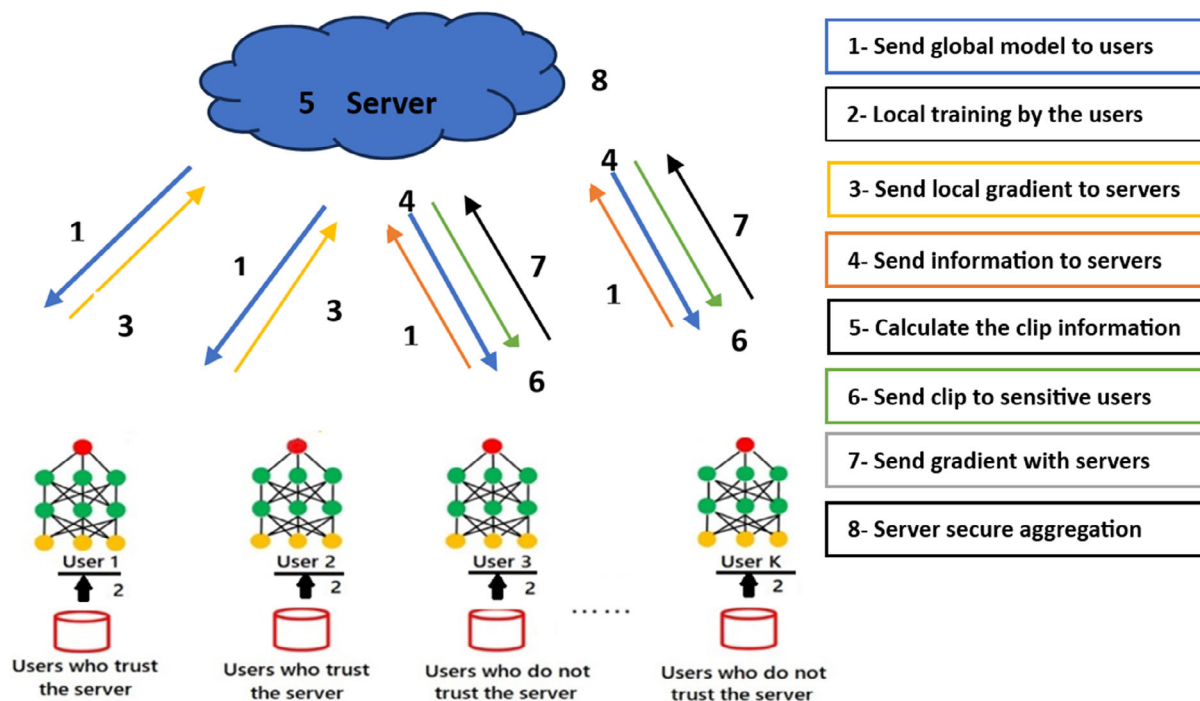 8
5 Server
1- Send global model to users
2- Local training by the users
3- Send local gradient to servers
4- Send information to servers
5- Calculate the clip information
6- Send clip to sensitive users
7- Send gradient with servers
8- Server secure aggregation
1
3
1
3
4
7
1
6
4
7
1
6
User 1
2
Users who trust
the server
User 2
2
Users who trust
the server
User 3
2
Users who do not
trust the server
......
User K
2
Users who do not
trust the server